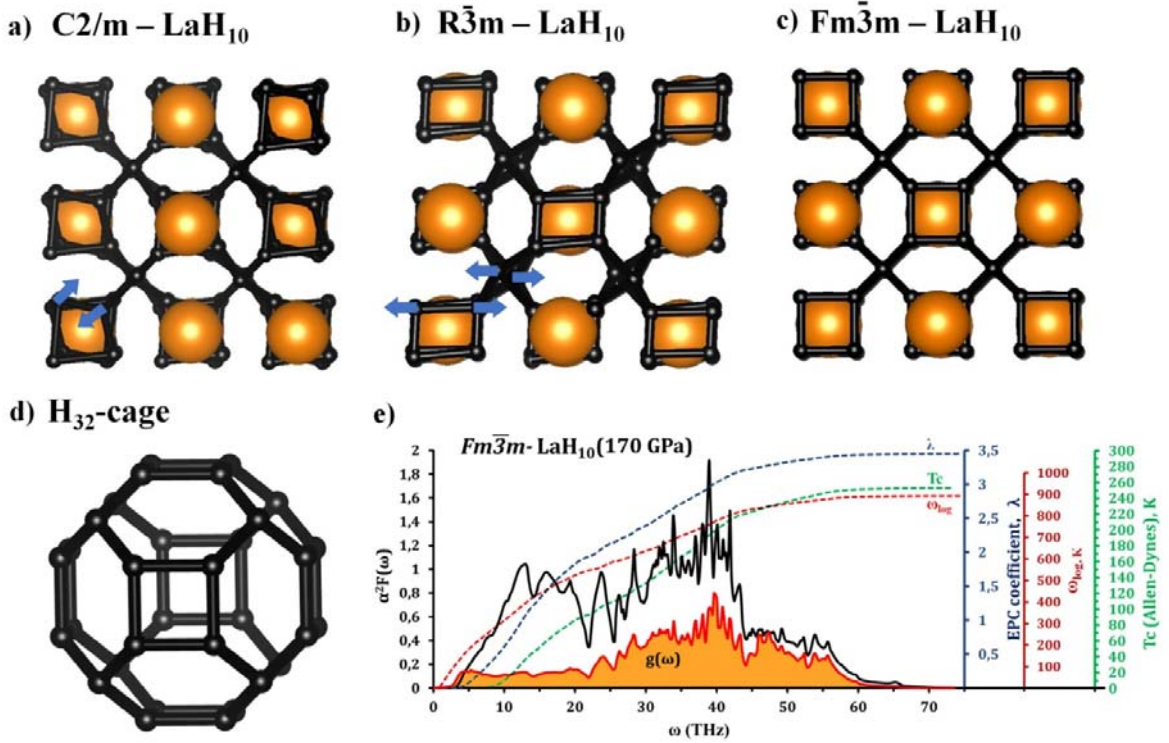 a) C2/m – LaH₁₀
b) R3̅m – LaH₁₀
c) Fm3̅m – LaH₁₀
d) H₃₂-cage
e)
Fm3̅m- LaH₁₀(170 GPa)
α²F(ω)
2
1,8
1,6
1,4
1,2
1
0,8
0,6
0,4
0,2
0
0 10 20 30 40 50 60 70
ω (THz)
g(ω)
λ
Tc
ω_log
3,5
3
2,5
2
1,5
1
0,5
EPC coefficient, λ
1000
900
800
700
600
500
400
300
200
100
ω_log, K
300
280
260
240
220
200
180
160
140
120
100
80
60
40
20
0
Tc (Allen-Dynes), K